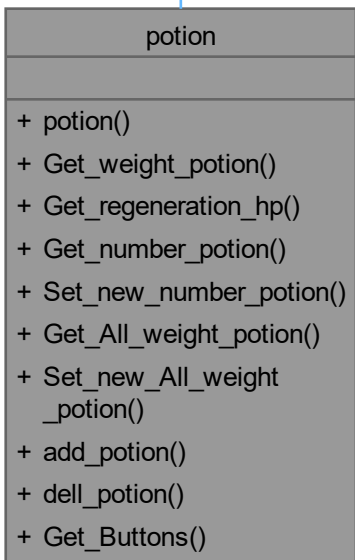 potion
+ potion()
+ Get_weight_potion()
+ Get_regeneration_hp()
+ Get_number_potion()
+ Set_new_number_potion()
+ Get_All_weight_potion()
+ Set_new_All_weight
_potion()
+ add_potion()
+ dell_potion()
+ Get_Buttons()